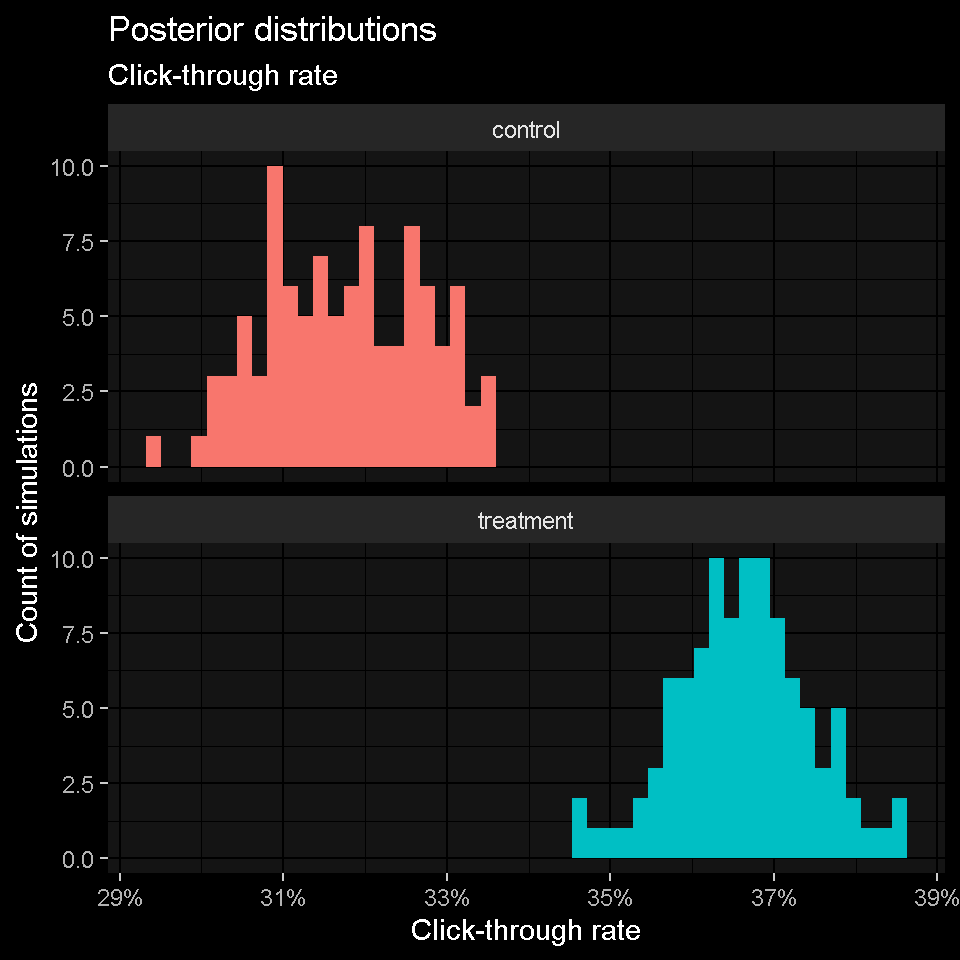 Posterior distributions
Click-through rate
control
10.0
7.5
5.0
2.5
0.0
treatment
10.0
7.5
5.0
2.5
0.0
Count of simulations
29% 31% 33% 35% 37% 39%
Click-through rate